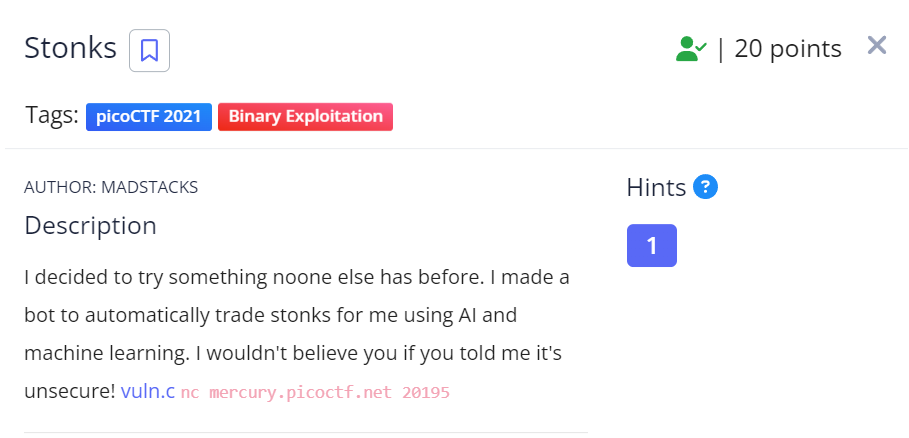 Stonks | 20 points ×
Tags: picoCTF 2021 Binary Exploitation
AUTHOR: MADSTACKS
Hints ?
Description
1
I decided to try something noone else has before. I made a
bot to automatically trade stonks for me using AI and
machine learning. I wouldn't believe you if you told me it's
unsecure! vuln.c nc mercury.picoctf.net 20195